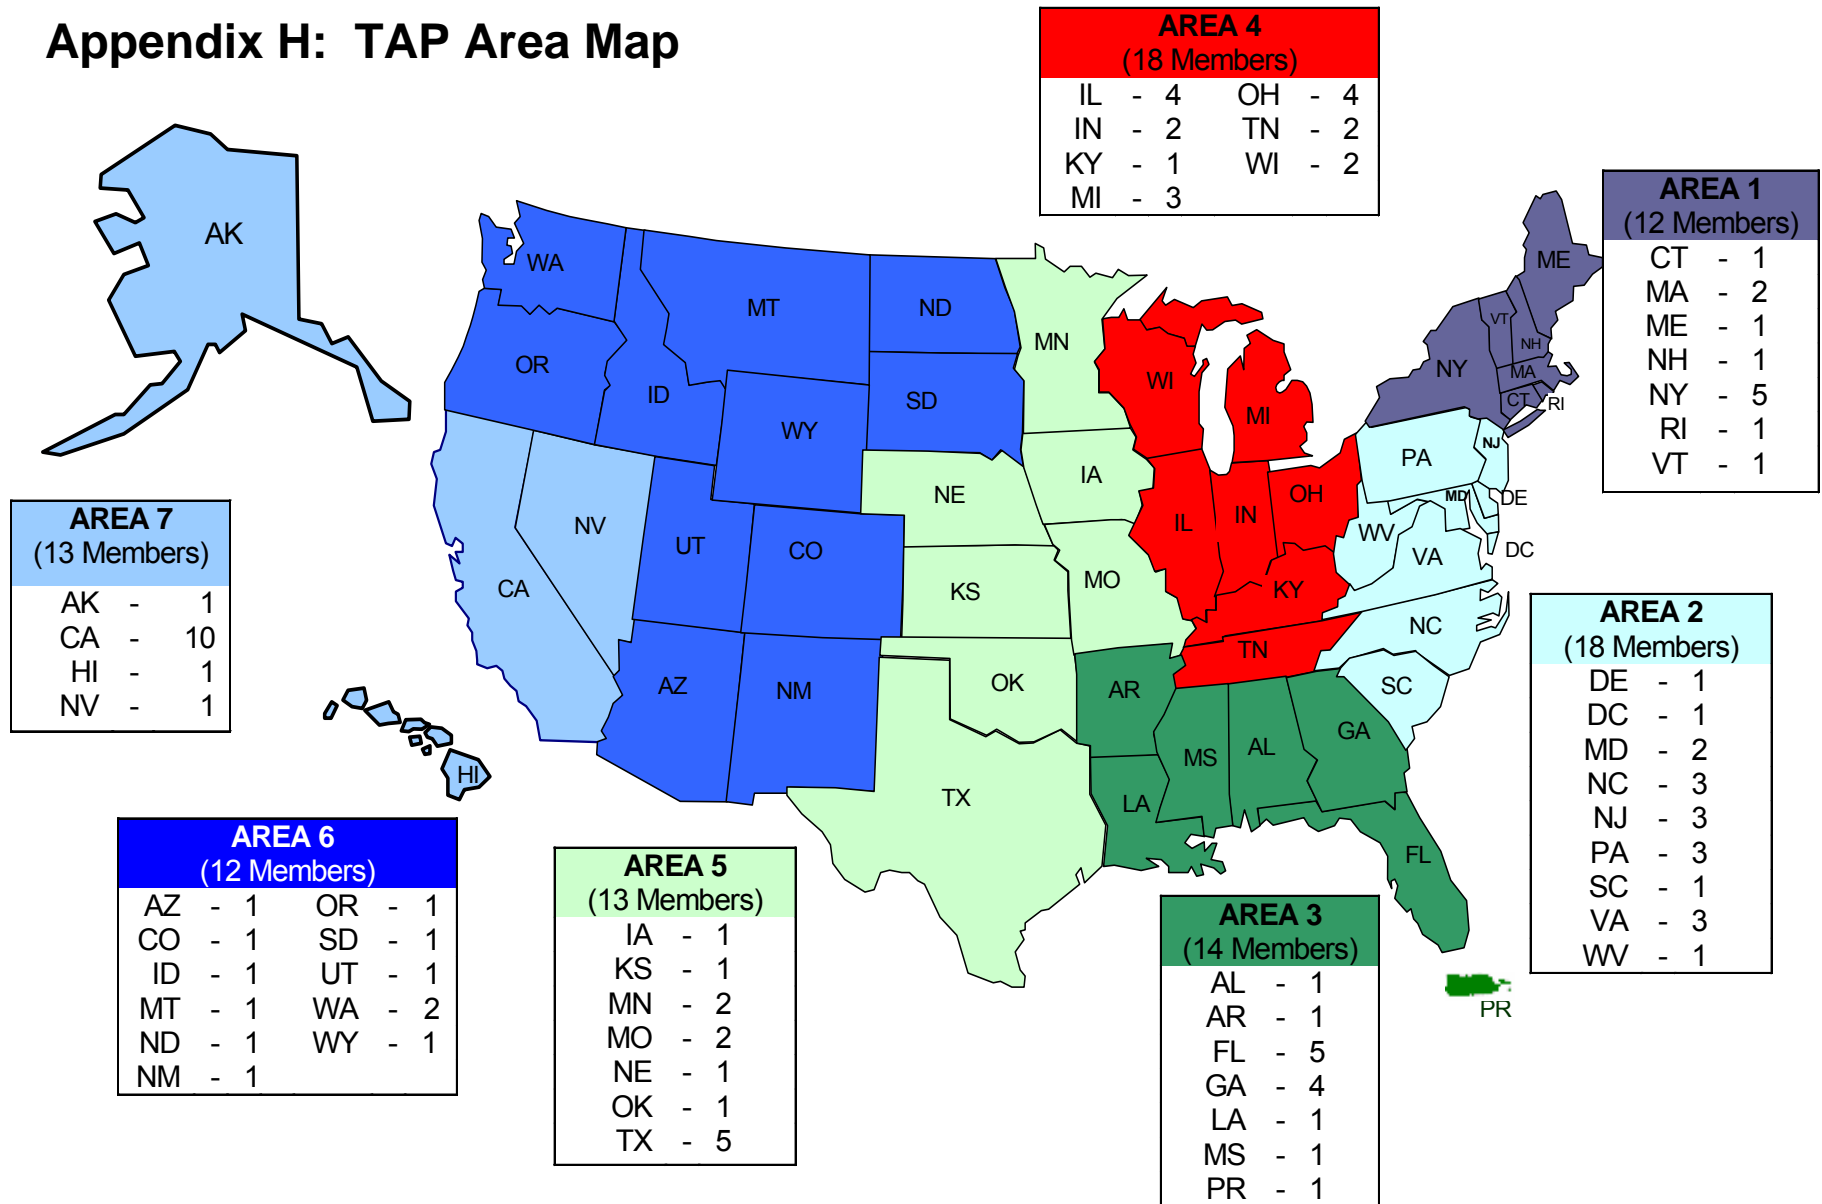 Appendix H: TAP Area Map
AREA 4
(18 Members)
IL - 4 OH - 4
IN - 2 TN - 2
KY - 1 WI - 2
MI - 3
AREA 1
(12 Members)
CT - 1
MA - 2
ME - 1
NH - 1
NY - 5
RI - 1
VT - 1
AK
WA
MT
ND
MN
OR
ID
SD
WY
WI
MI
NY
VT
NH
ME
MA
CT
RI
NE
IA
PA
NJ
OH
IL
IN
MD
DE
WV
VA
DC
NV
UT
CO
CA
KS
MO
KY
NC
TN
AZ
NM
OK
AR
SC
MS
AL
GA
TX
LA
FL
HI
PR
AREA 7
(13 Members)
AK - 1
CA - 10
HI - 1
NV - 1
AREA 2
(18 Members)
DE - 1
DC - 1
MD - 2
NC - 3
NJ - 3
PA - 3
SC - 1
VA - 3
WV - 1
AREA 6
(12 Members)
AZ - 1 OR - 1
CO - 1 SD - 1
ID - 1 UT - 1
MT - 1 WA - 2
ND - 1 WY - 1
NM - 1
AREA 5
(13 Members)
IA - 1
KS - 1
MN - 2
MO - 2
NE - 1
OK - 1
TX - 5
AREA 3
(14 Members)
AL - 1
AR - 1
FL - 5
GA - 4
LA - 1
MS - 1
PR - 1